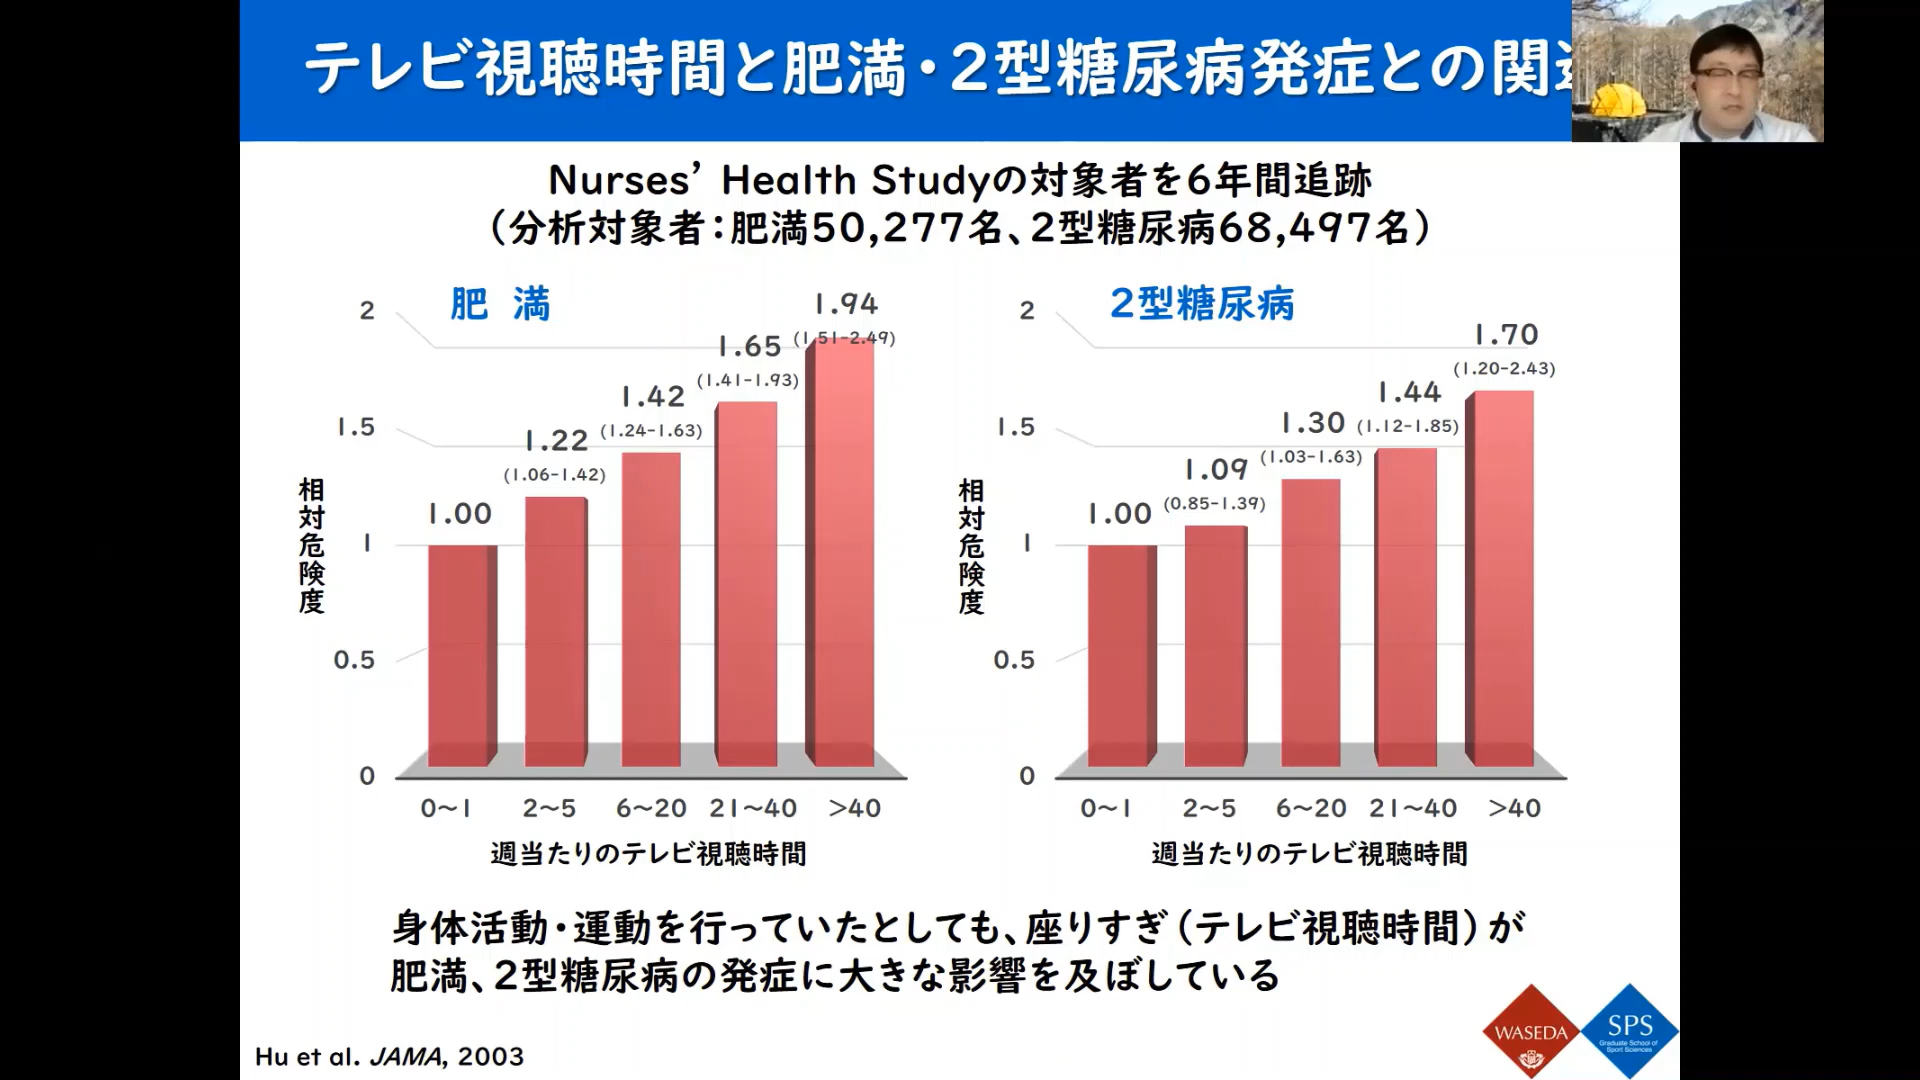 テレビ視聴時間と肥満・2型糖尿病発症との関
Nurses’ Health Studyの対象者を6年間追跡
（分析対象者：肥満50,277名、2型糖尿病68,497名）
肥 満
相対危険度
2
1.5
1
0.5
0
1.00
1.22
(1.06-1.42)
1.42
(1.24-1.63)
1.65
(1.41-1.93)
1.94
(1.51-2.49)
0～1 2～5 6～20 21～40 >40
週当たりのテレビ視聴時間
2型糖尿病
相対危険度
2
1.5
1
0.5
0
1.00
1.09
(0.85-1.39)
1.30
(1.03-1.63)
1.44
(1.12-1.85)
1.70
(1.20-2.43)
0～1 2～5 6～20 21～40 >40
週当たりのテレビ視聴時間
身体活動・運動を行っていたとしても、座りすぎ（テレビ視聴時間）が
肥満、2型糖尿病の発症に大きな影響を及ぼしている
Hu et al. JAMA, 2003
WASEDA
SPS
Graduate School of
Sport Sciences